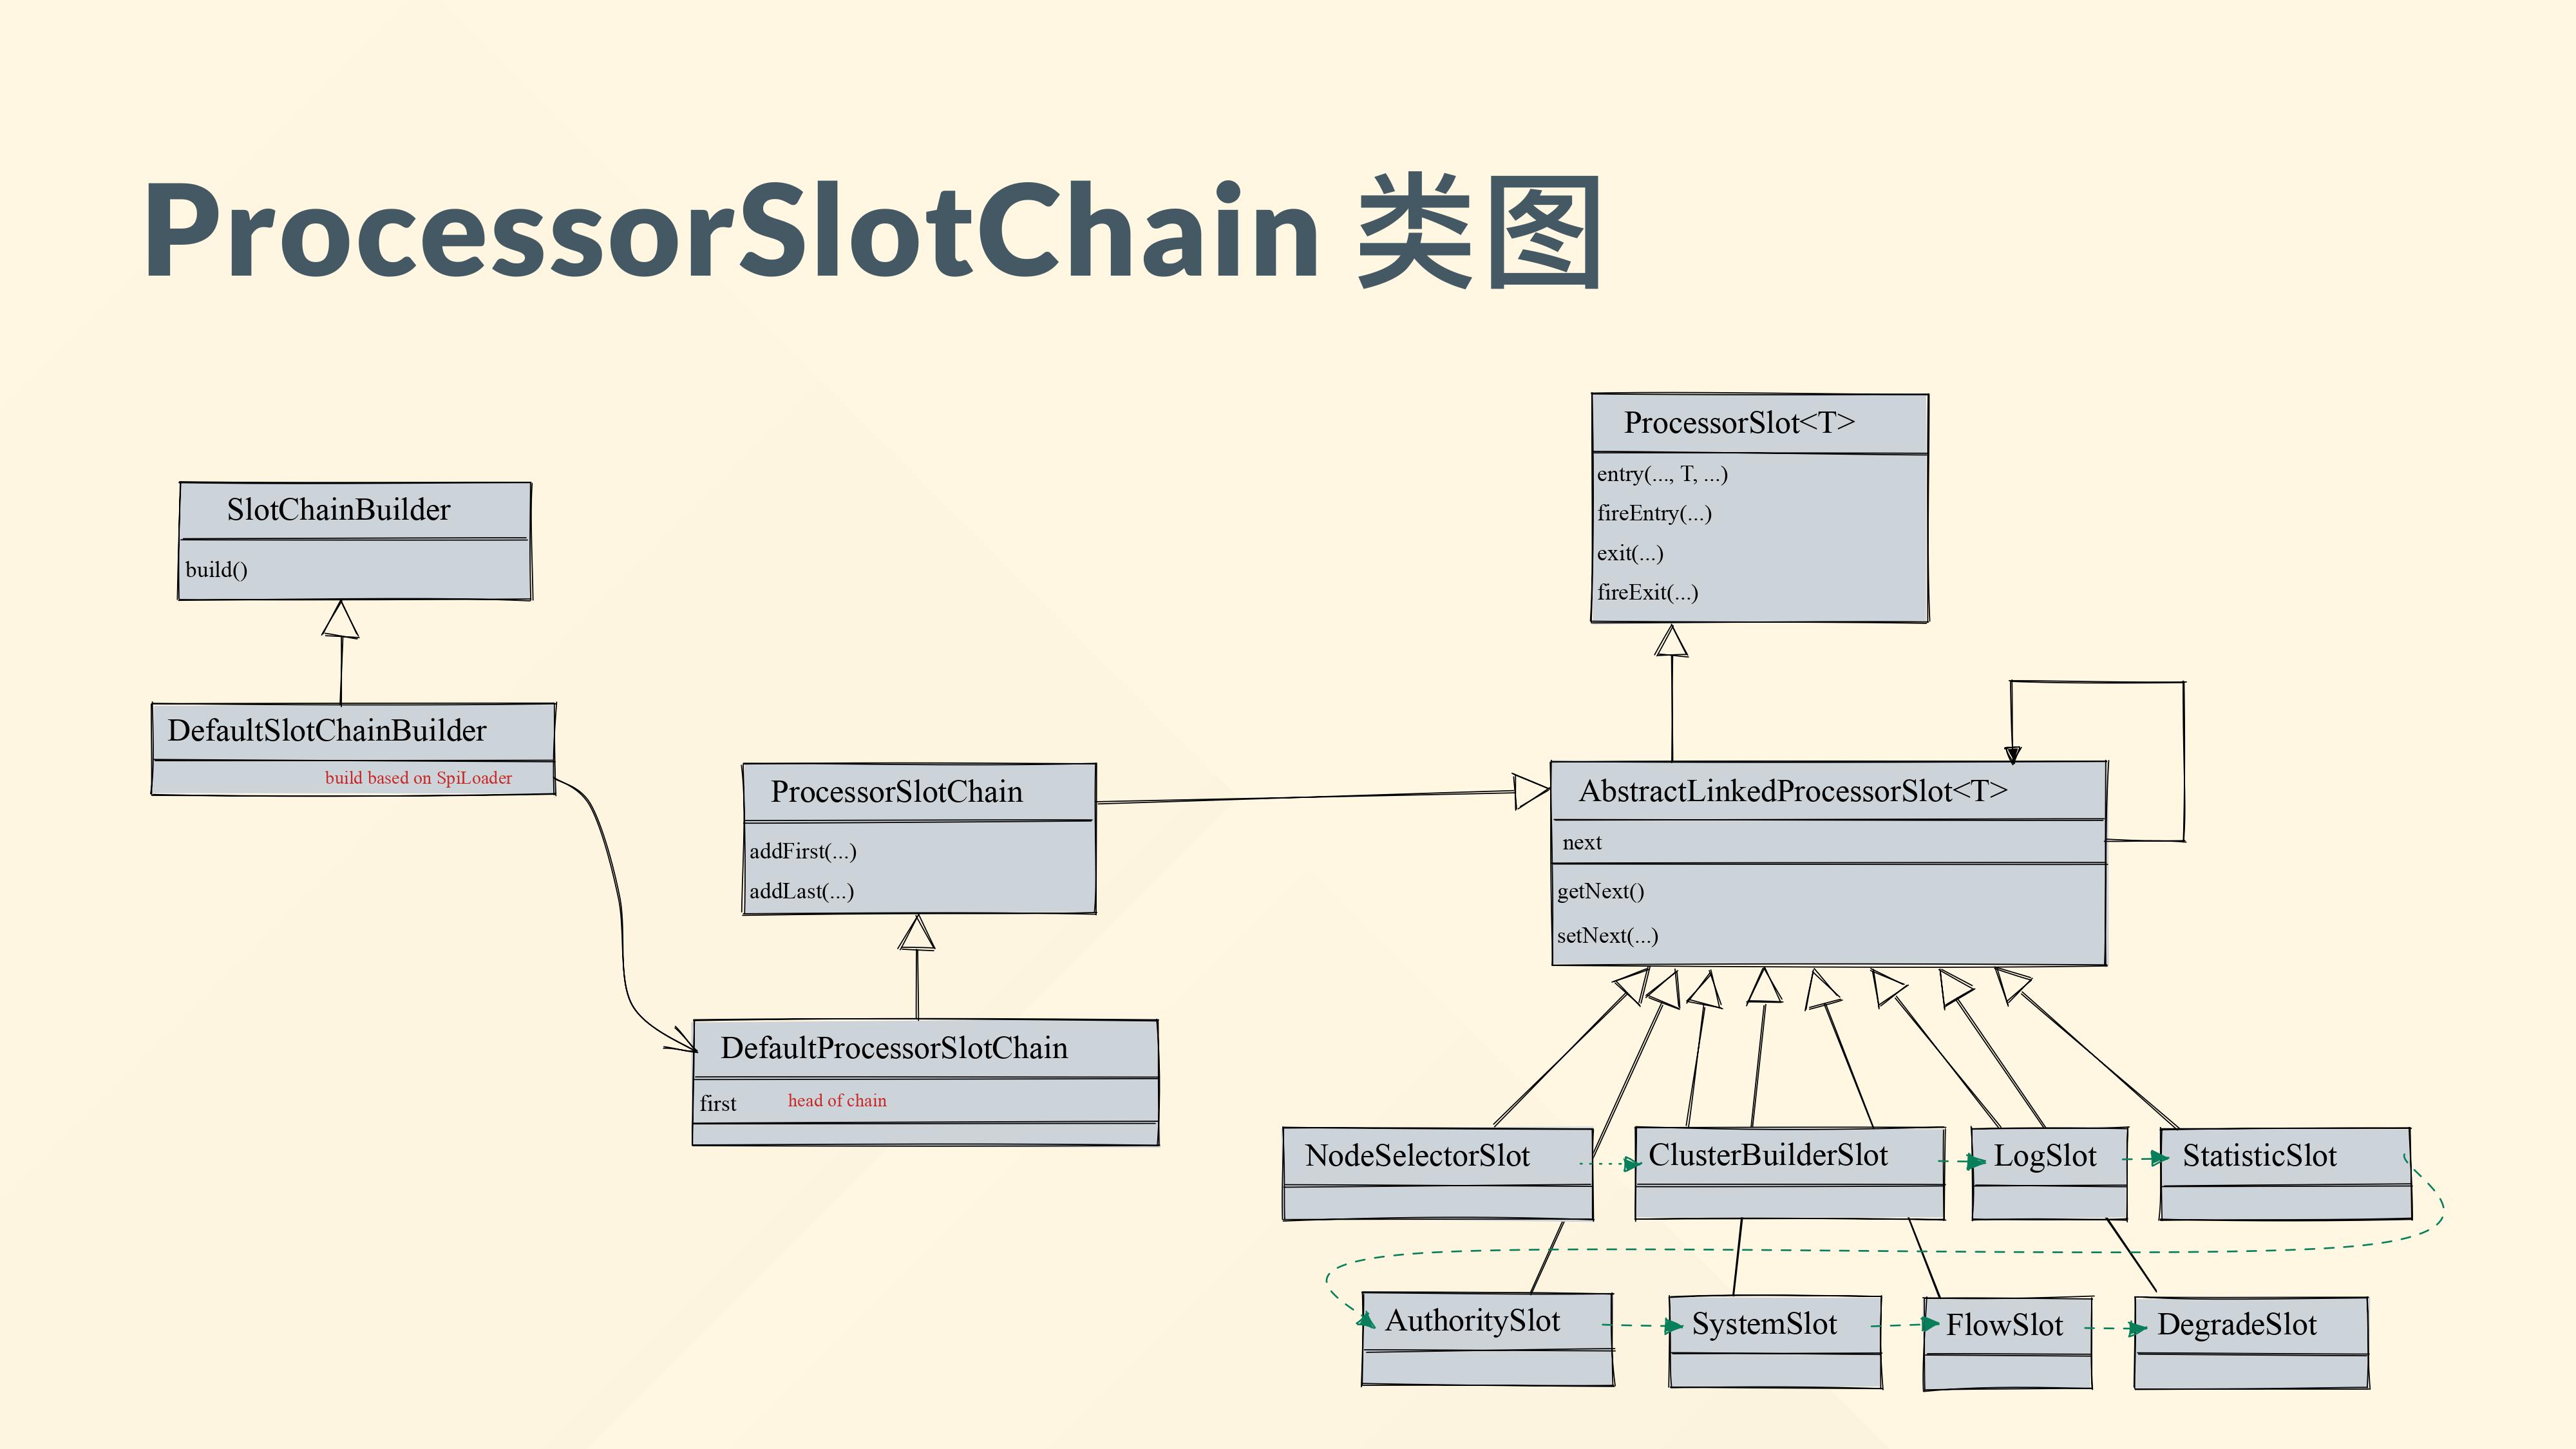 ProcessorSlotChain 类图
SlotChainBuilder
build()
DefaultSlotChainBuilder
build based on SpiLoader
ProcessorSlotChain
addFirst(...)
addLast(...)
DefaultProcessorSlotChain
first head of chain
ProcessorSlot<T>
entry(..., T, ...)
fireEntry(...)
exit(...)
fireExit(...)
AbstractLinkedProcessorSlot<T>
next
getNext()
setNext(...)
NodeSelectorSlot
ClusterBuilderSlot
LogSlot
StatisticSlot
AuthoritySlot
SystemSlot
FlowSlot
DegradeSlot